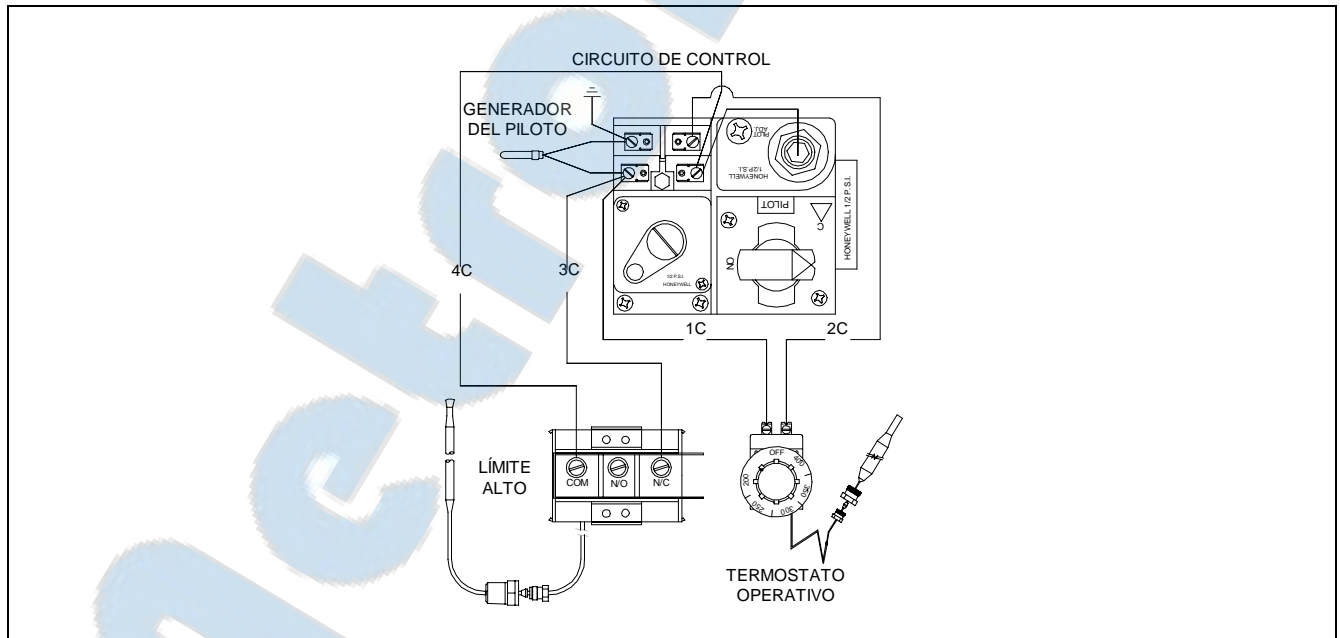 CIRCUITO DE CONTROL
GENERADOR
DEL PILOTO
PILOT
ADJ.
HONEYWELL
1/2 P.S.I.
PILOT
C
HONEYWELL 1/2 P.S.I.
ON
1/2 P.S.I.
HONEYWELL
4C
3C
1C
2C
LÍMITE
ALTO
COM
N/O
N/C
OFF
400
350
300
250
200
TERMOSTATO
OPERATIVO